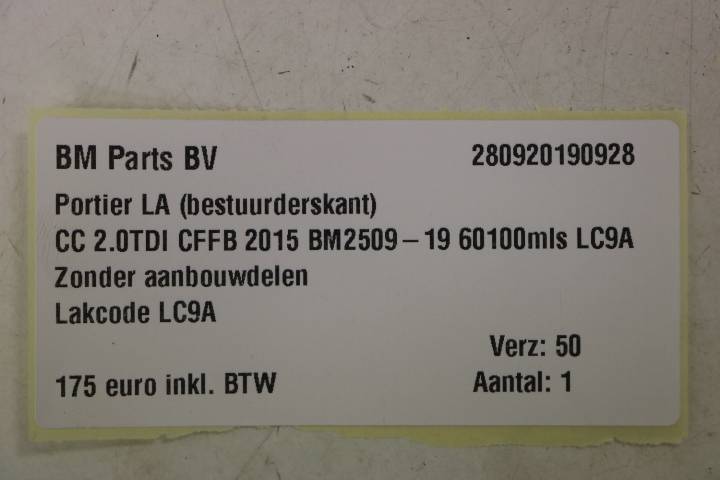 BM Parts BV 280920190928
Portier LA (bestuurderskant)
CC 2.0TDI CFFB 2015 BM2509 – 19 60100mls LC9A
Zonder aanbouwdelen
Lakcode LC9A
Verz: 50
175 euro inkl. BTW Aantal: 1